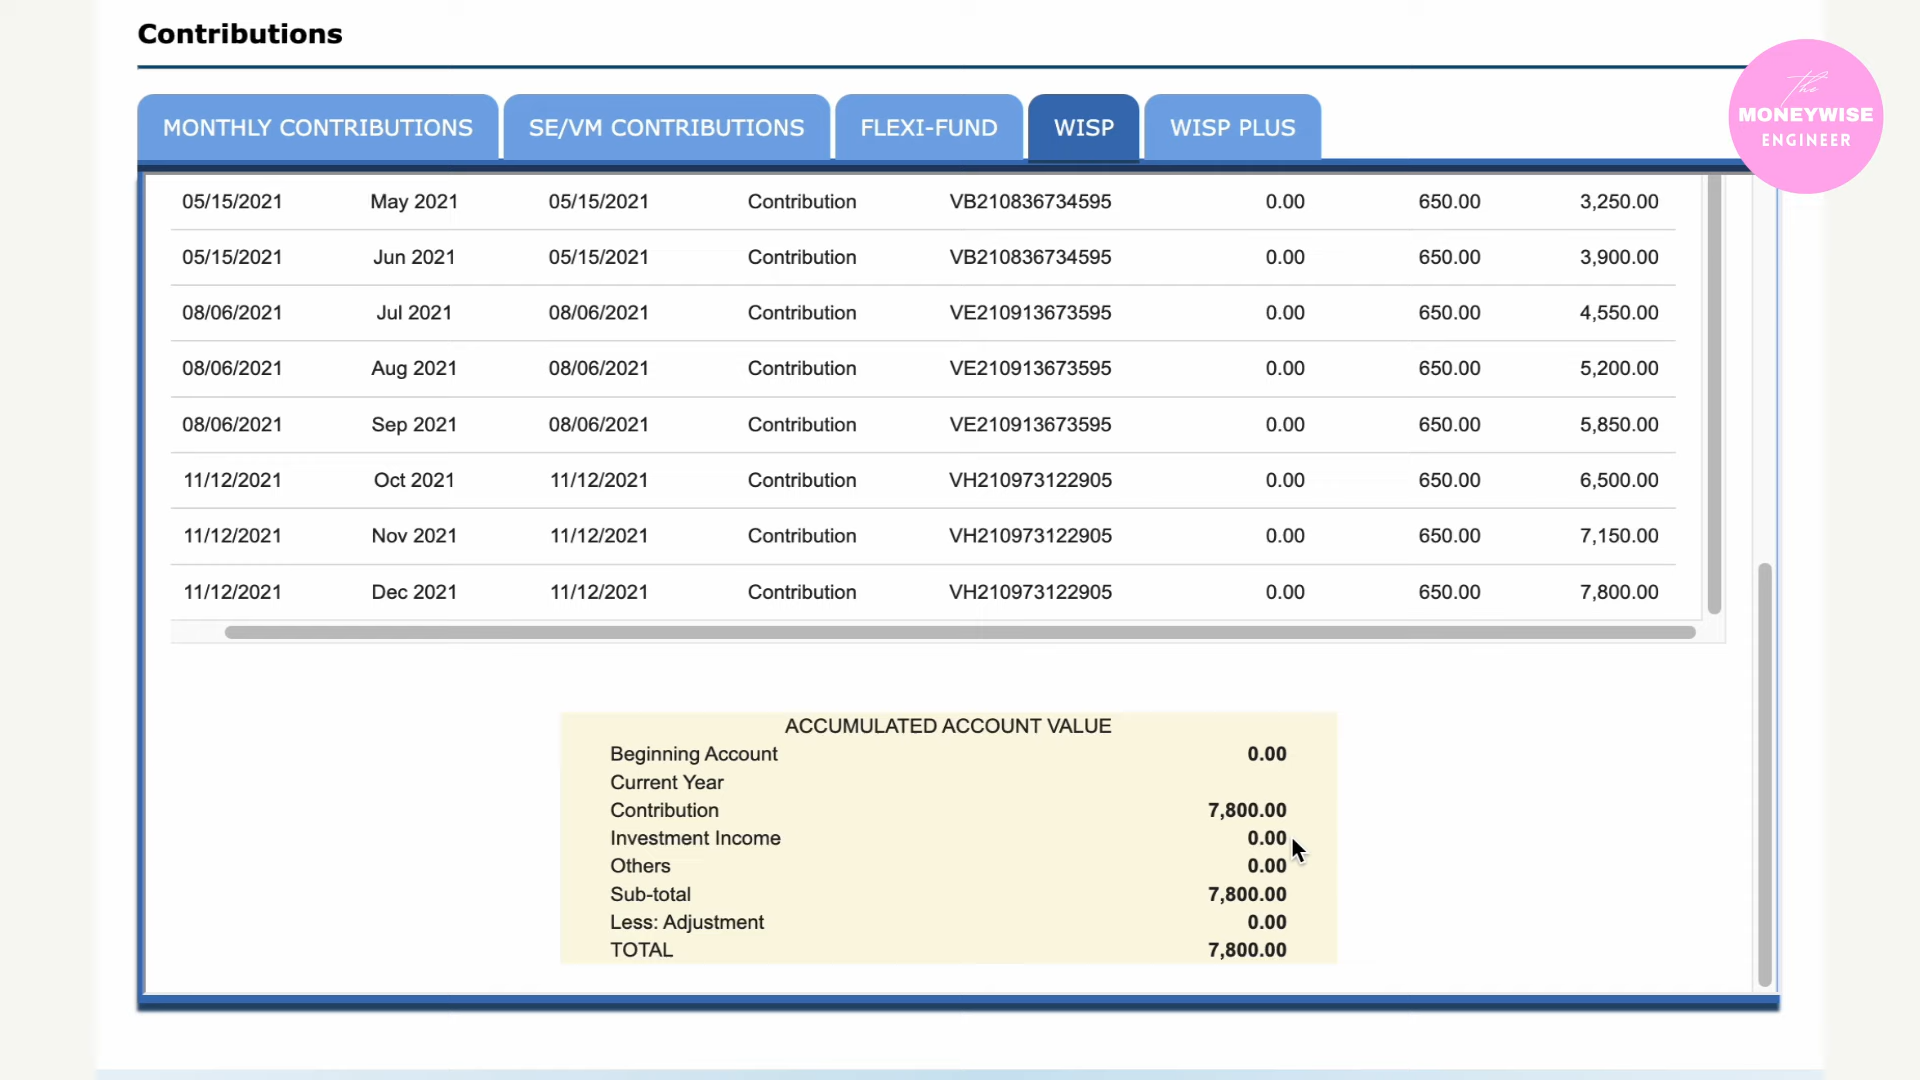 Contributions
the
MONEYWISE
ENGINEER
MONTHLY CONTRIBUTIONS SE/VM CONTRIBUTIONS FLEXI-FUND WISP WISP PLUS
05/15/2021 May 2021 05/15/2021 Contribution VB210836734595 0.00 650.00 3,250.00
05/15/2021 Jun 2021 05/15/2021 Contribution VB210836734595 0.00 650.00 3,900.00
08/06/2021 Jul 2021 08/06/2021 Contribution VE210913673595 0.00 650.00 4,550.00
08/06/2021 Aug 2021 08/06/2021 Contribution VE210913673595 0.00 650.00 5,200.00
08/06/2021 Sep 2021 08/06/2021 Contribution VE210913673595 0.00 650.00 5,850.00
11/12/2021 Oct 2021 11/12/2021 Contribution VH210973122905 0.00 650.00 6,500.00
11/12/2021 Nov 2021 11/12/2021 Contribution VH210973122905 0.00 650.00 7,150.00
11/12/2021 Dec 2021 11/12/2021 Contribution VH210973122905 0.00 650.00 7,800.00
ACCUMULATED ACCOUNT VALUE
Beginning Account 0.00
Current Year
Contribution 7,800.00
Investment Income 0.00
Others 0.00
Sub-total 7,800.00
Less: Adjustment 0.00
TOTAL 7,800.00